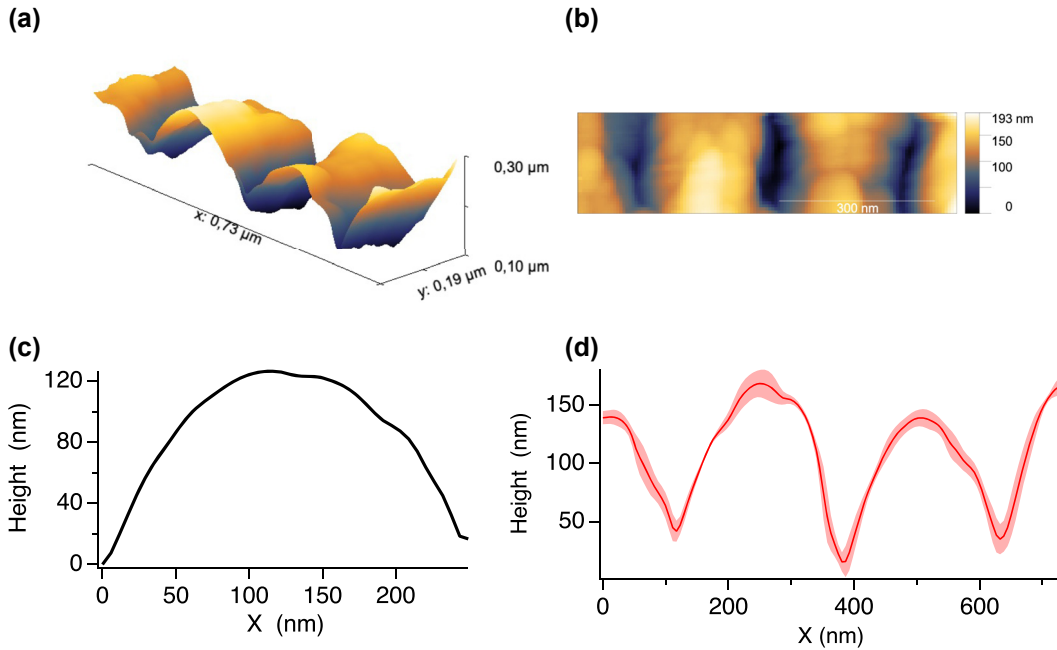 (a)
x: 0,73 µm
y: 0,19 µm
0,30 µm
0,10 µm
(b)
300 nm
193 nm
150
100
0
(c)
Height (nm)
120
80
40
0
0 50 100 150 200
X (nm)
(d)
Height (nm)
150
100
50
0 200 400 600
X (nm)